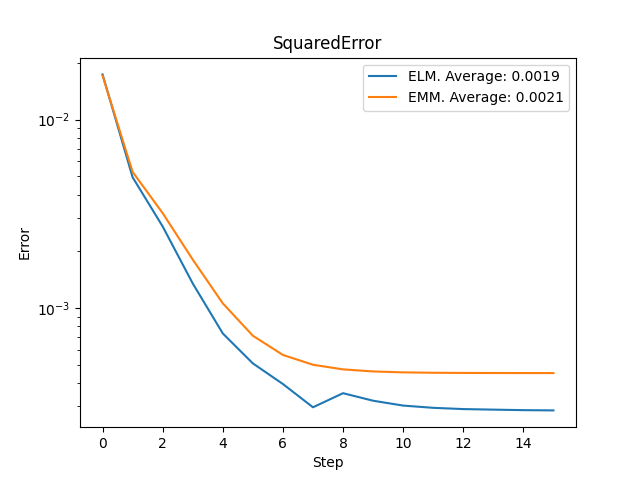 SquaredError
ELM. Average: 0.0019
EMM. Average: 0.0021
10⁻²
10⁻³
Error
0 2 4 6 8 10 12 14
Step